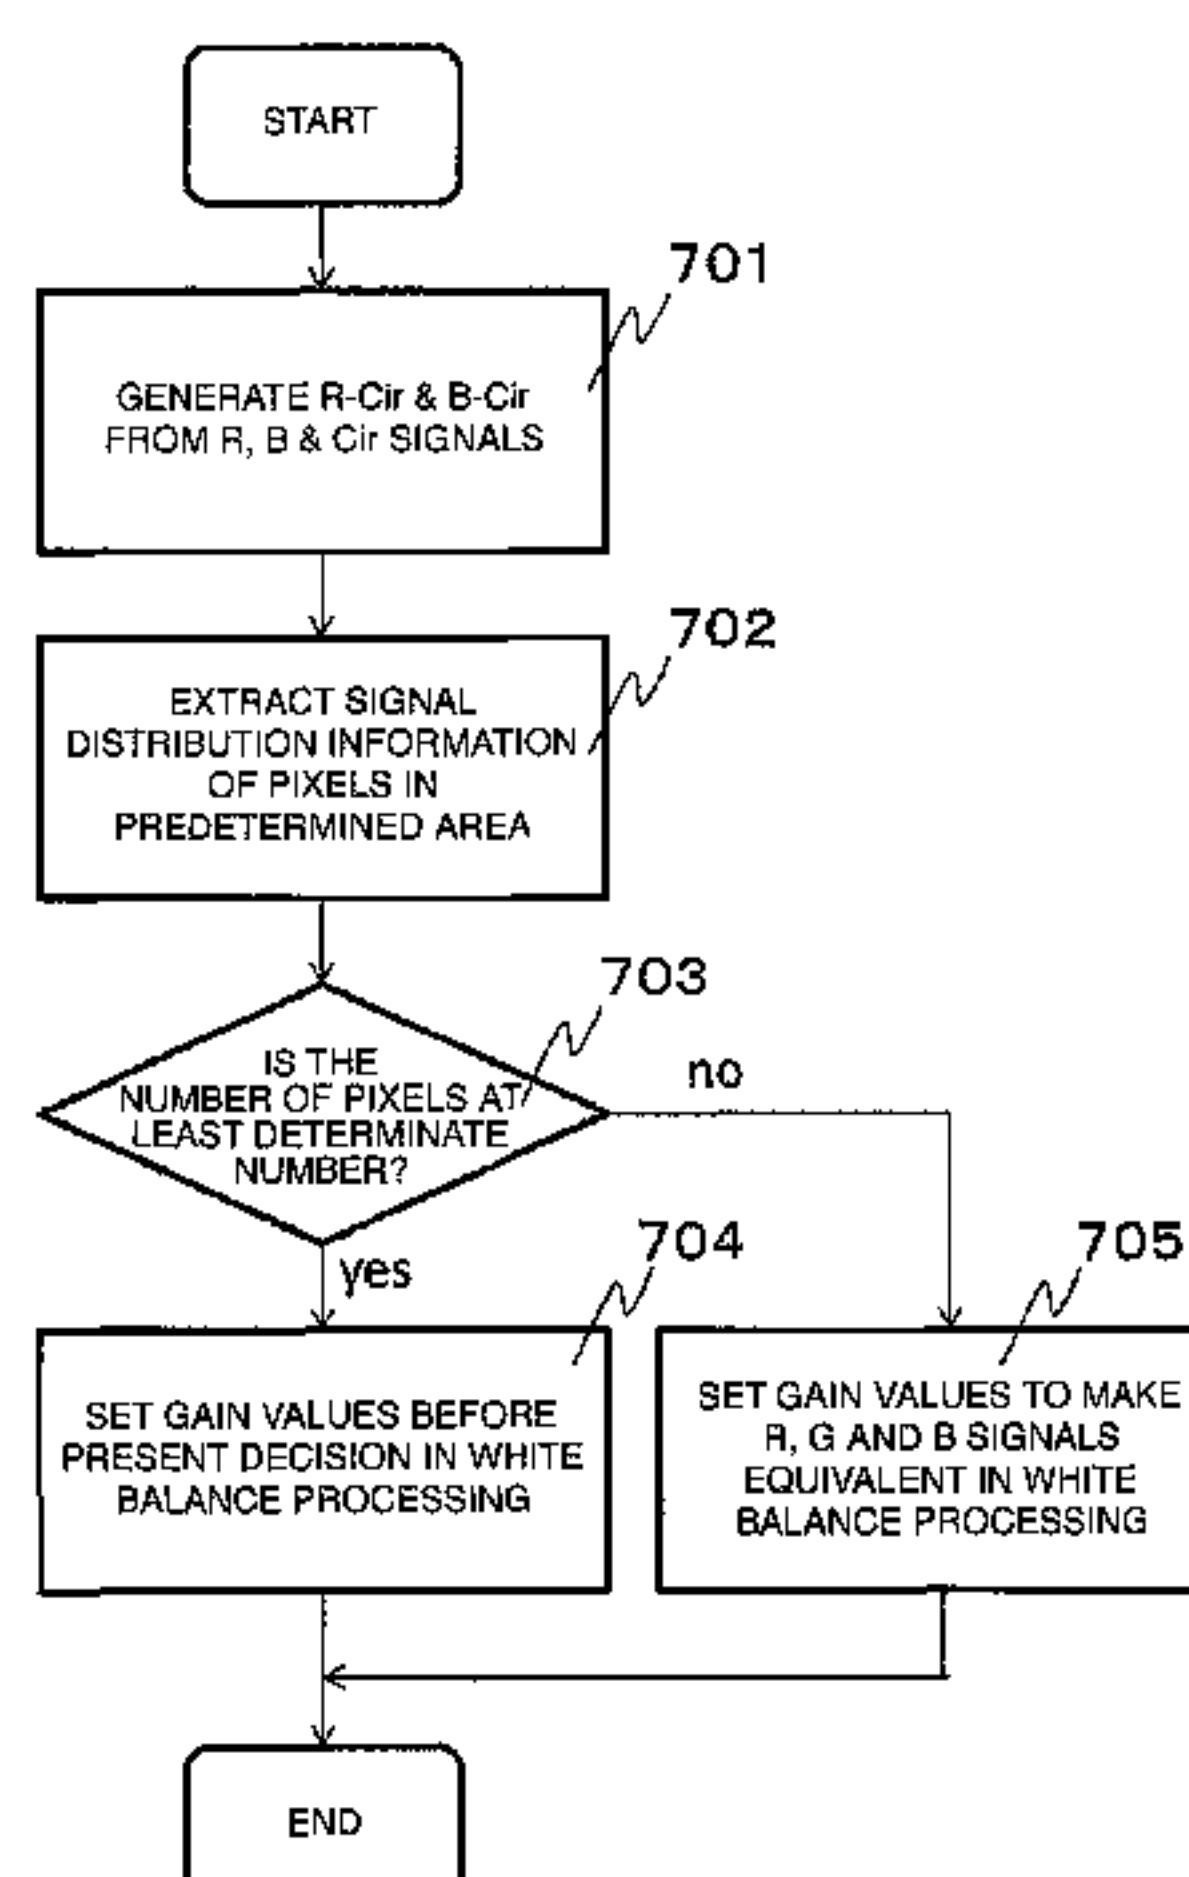 START
701
GENERATE R-Cir & B-Cir
FROM R, B & Cir SIGNALS
702
EXTRACT SIGNAL
DISTRIBUTION INFORMATION
OF PIXELS IN
PREDETERMINED AREA
703
IS THE
NUMBER OF PIXELS AT
LEAST DETERMINATE
NUMBER?
no
yes
704
SET GAIN VALUES BEFORE
PRESENT DECISION IN WHITE
BALANCE PROCESSING
705
SET GAIN VALUES TO MAKE
R, G AND B SIGNALS
EQUIVALENT IN WHITE
BALANCE PROCESSING
END